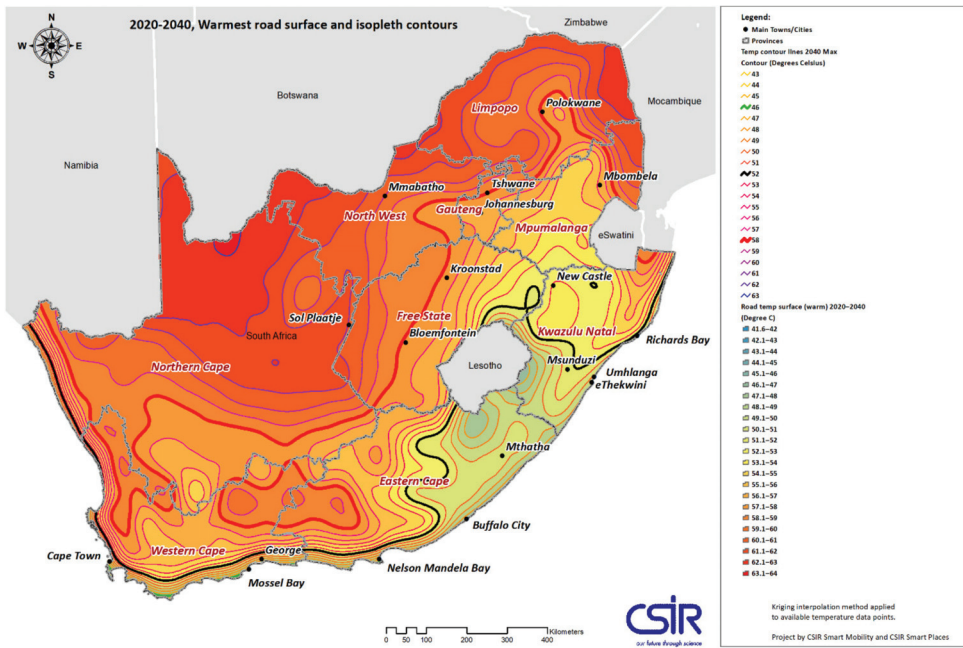 2020-2040, Warmest road surface and isopleth contours
N
W
E
S
Zimbabwe
Botswana
Mozambique
Namibia
Limpopo
Polokwane
Mbombela
Mmabatho
Tshwane
North West
Gauteng
Johannesburg
Mpumalanga
eSwatini
Kroonstad
New Castle
Sol Plaatje
Free State
South Africa
Bloemfontein
Kwazulu Natal
Richards Bay
Northern Cape
Lesotho
Msunduzi
Umhlanga
eThekwini
Mthatha
Eastern Cape
Buffalo City
Western Cape
George
Cape Town
Nelson Mandela Bay
Mossel Bay
Kilometers
0 50 100 200 300 400
CSIR
our future through science
Legend:
Main Towns/Cities
Provinces
Temp contour lines 2040 Max
Contour (Degrees Celsius)
43
44
45
46
47
48
49
50
51
52
53
54
55
56
57
58
59
60
61
62
63
Road temp surface (warm) 2020–2040
(Degree C)
41.6–42
42.1–43
43.1–44
44.1–45
45.1–46
46.1–47
47.1–48
48.1–49
49.1–50
50.1–51
51.1–52
52.1–53
53.1–54
54.1–55
55.1–56
56.1–57
57.1–58
58.1–59
59.1–60
60.1–61
61.1–62
62.1–63
63.1–64
Kriging interpolation method applied
to available temperature data points.
Project by CSIR Smart Mobility and CSIR Smart Places